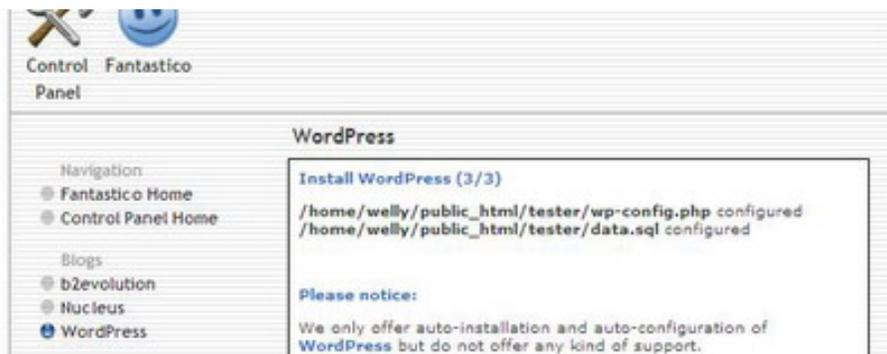 Control Fantastico
Panel
WordPress
Navigation
Fantastico Home
Control Panel Home
Blogs
b2evolution
Nucleus
WordPress
Install WordPress (3/3)
/home/welly/public_html/tester/wp-config.php configured
/home/welly/public_html/tester/data.sql configured
Please notice:
We only offer auto-installation and auto-configuration of
WordPress but do not offer any kind of support.